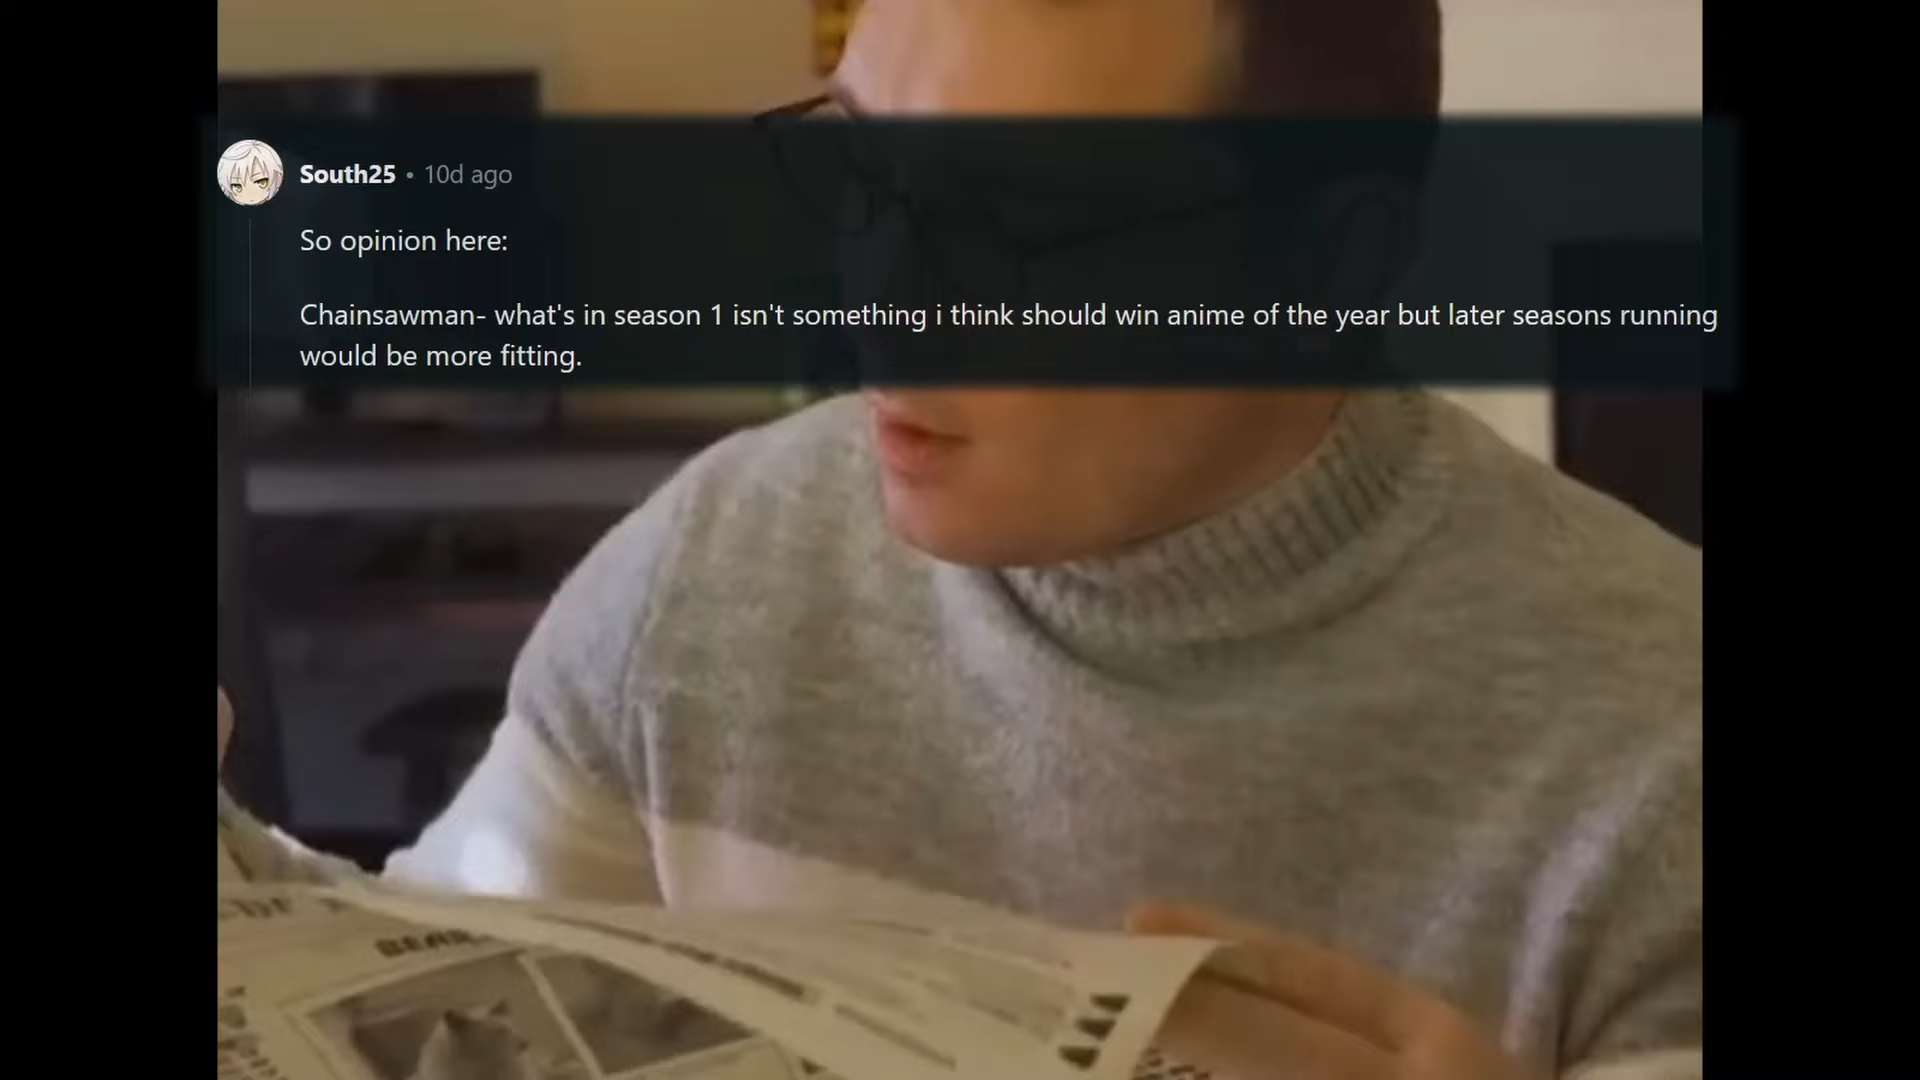 South25 • 10d ago
So opinion here:
Chainsawman- what's in season 1 isn't something i think should win anime of the year but later seasons running
would be more fitting.